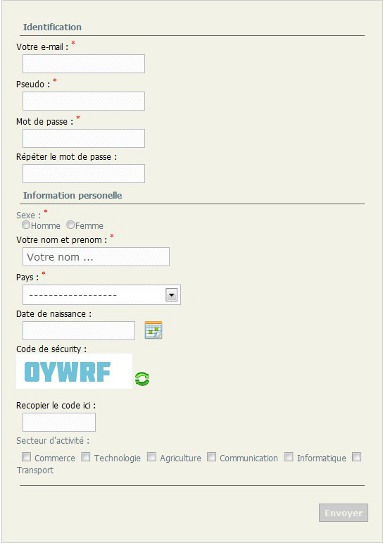 Identification
Votre e-mail : *
Pseudo : *
Mot de passe : *
Répéter le mot de passe :
Information personelle
Sexe : *
Homme Femme
Votre nom et prenom : *
Votre nom ...
Pays : *
------------------
Date de naissance :
Code de sécurity :
OYWRF
Recopier le code ici :
Secteur d'activité :
Commerce Technologie Agriculture Communication Informatique
Transport
Envoyer